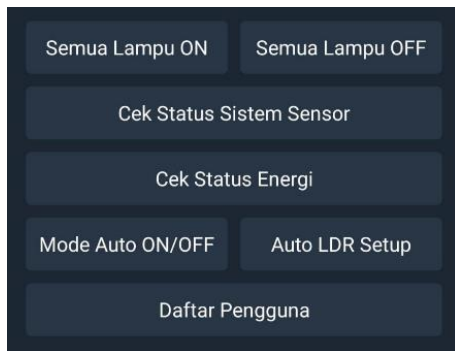 Semua Lampu ON
Semua Lampu OFF
Cek Status Sistem Sensor
Cek Status Energi
Mode Auto ON/OFF
Auto LDR Setup
Daftar Pengguna